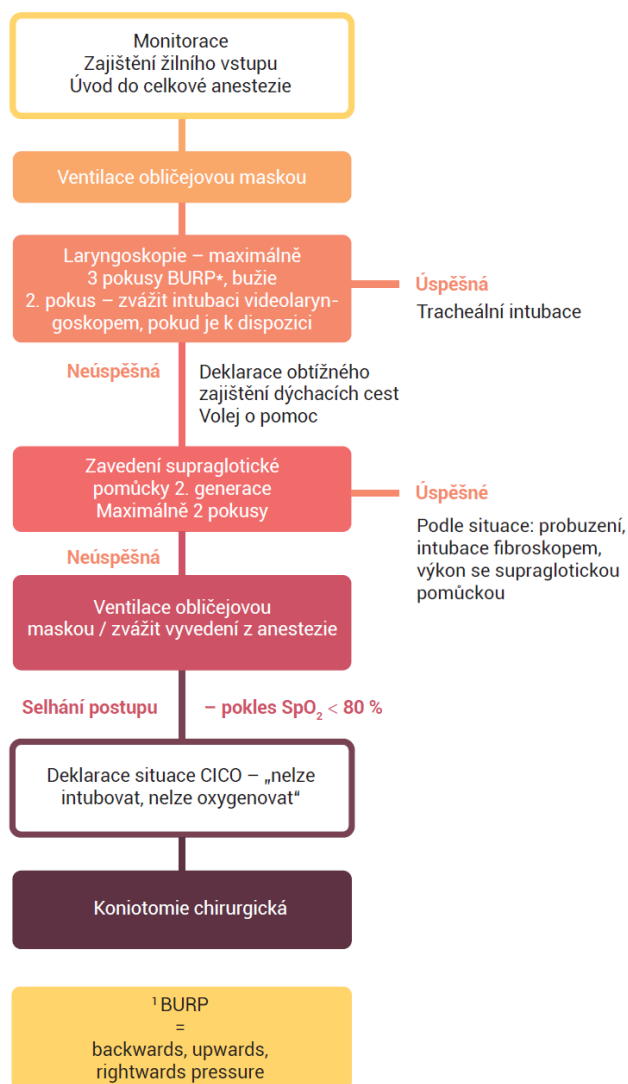 Monitorace
Zajištění žilního vstupu
Úvod do celkové anestezie
Ventilace obličejovou maskou
Laryngoskopie – maximálně
3 pokusy BURP*, bužie
2. pokus – zvážit intubaci videolaryn-
goskopem, pokud je k dispozici
Úspěšná
Tracheální intubace
Neúspěšná
Deklarace obtížného
zajištění dýchacích cest
Volej o pomoc
Zavedení supraglotické
pomůcky 2. generace
Maximálně 2 pokusy
Úspěšné
Podle situace: probuzení,
intubace fibroskopem,
výkon se supraglotickou
pomůckou
Neúspěšná
Ventilace obličejovou
maskou / zvážit vyvedení z anestezie
Selhání postupu – pokles SpO₂ < 80 %
Deklarace situace CICO – „nelze
intubovat, nelze oxygenovat“
Koniotomie chirurgická
¹ BURP
=
backwards, upwards,
rightwards pressure